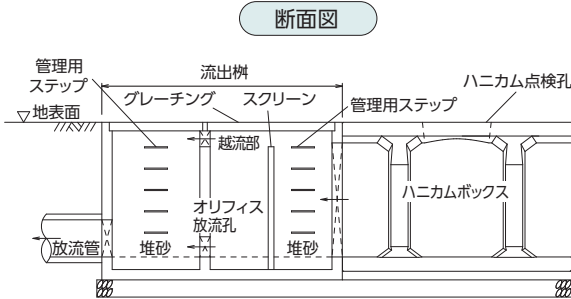 断面図
管理用
ステップ
流出桝
ハニカム点検孔
グレーチング
スクリーン
管理用ステップ
地表面
越流部
オリフィス
放流孔
ハニカムボックス
放流管
堆砂
堆砂